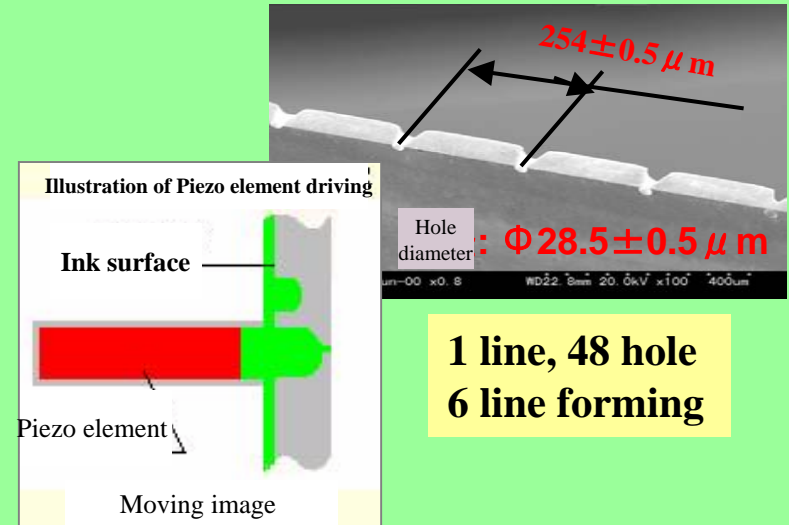 254±0.5μm
Hole
diameter
: Φ28.5±0.5μm
un-00 x0.8 WD22.8mm 20.0kV x100 400um
Illustration of Piezo element driving
Ink surface
Piezo element
Moving image
1 line, 48 hole
6 line forming